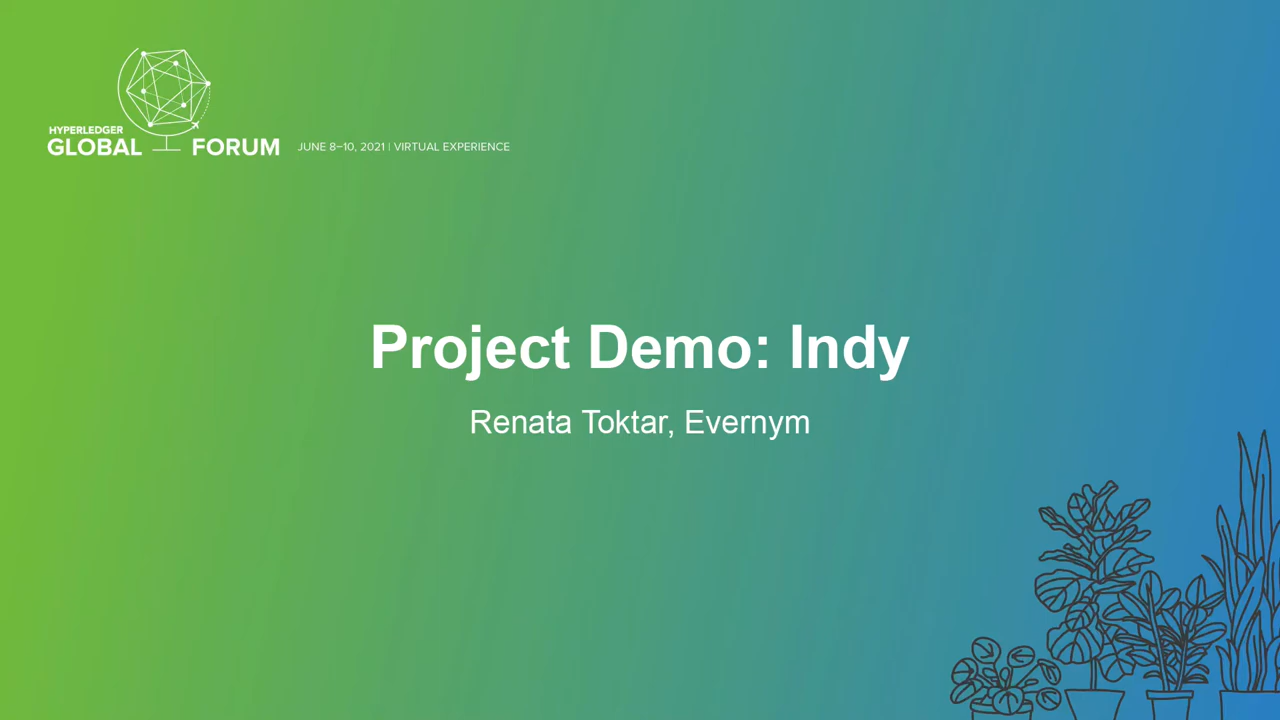 HYPERLEDGER
GLOBAL FORUM JUNE 8–10, 2021 | VIRTUAL EXPERIENCE
Project Demo: Indy
Renata Toktar, Evernym